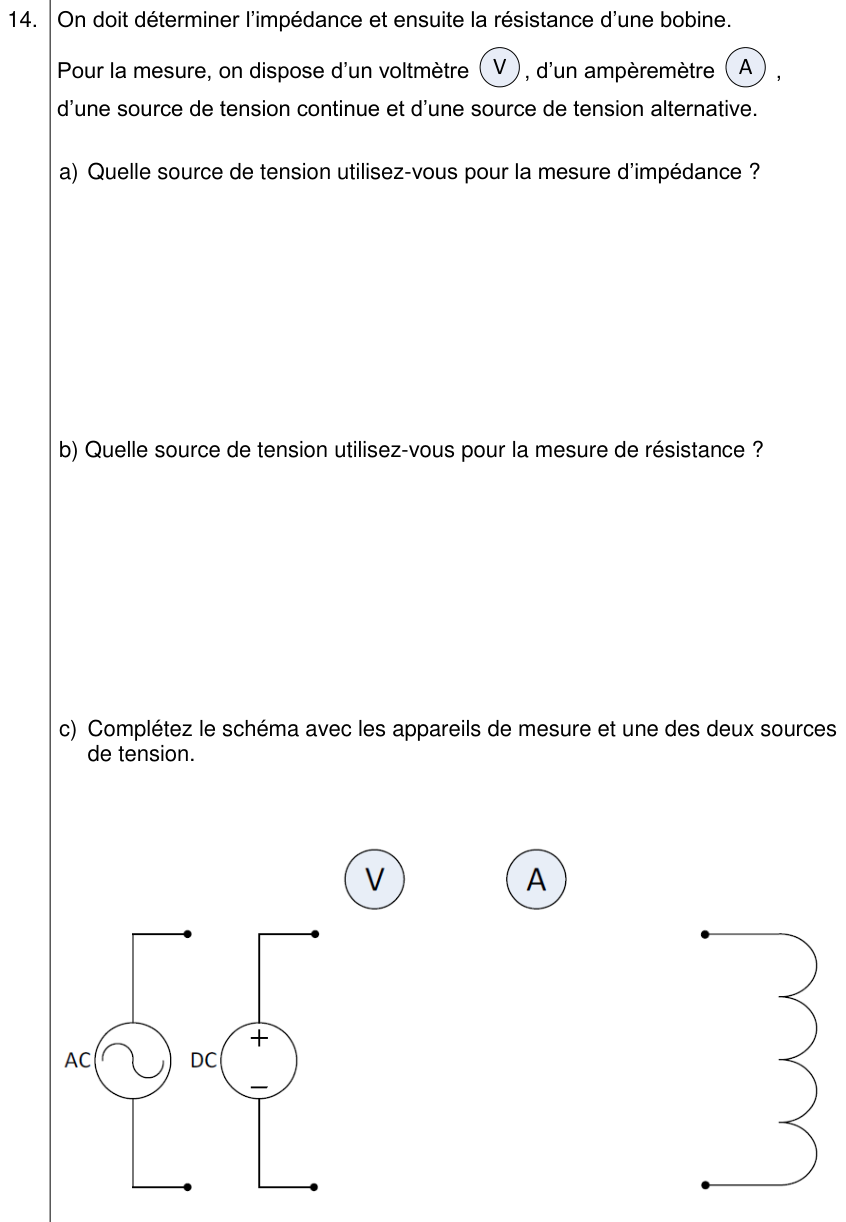 14. On doit déterminer l'impédance et ensuite la résistance d'une bobine.
Pour la mesure, on dispose d'un voltmètre V , d'un ampèremètre A ,
d'une source de tension continue et d'une source de tension alternative.
a) Quelle source de tension utilisez-vous pour la mesure d'impédance ?
b) Quelle source de tension utilisez-vous pour la mesure de résistance ?
c) Complétez le schéma avec les appareils de mesure et une des deux sources
de tension.
V A
AC DC + −